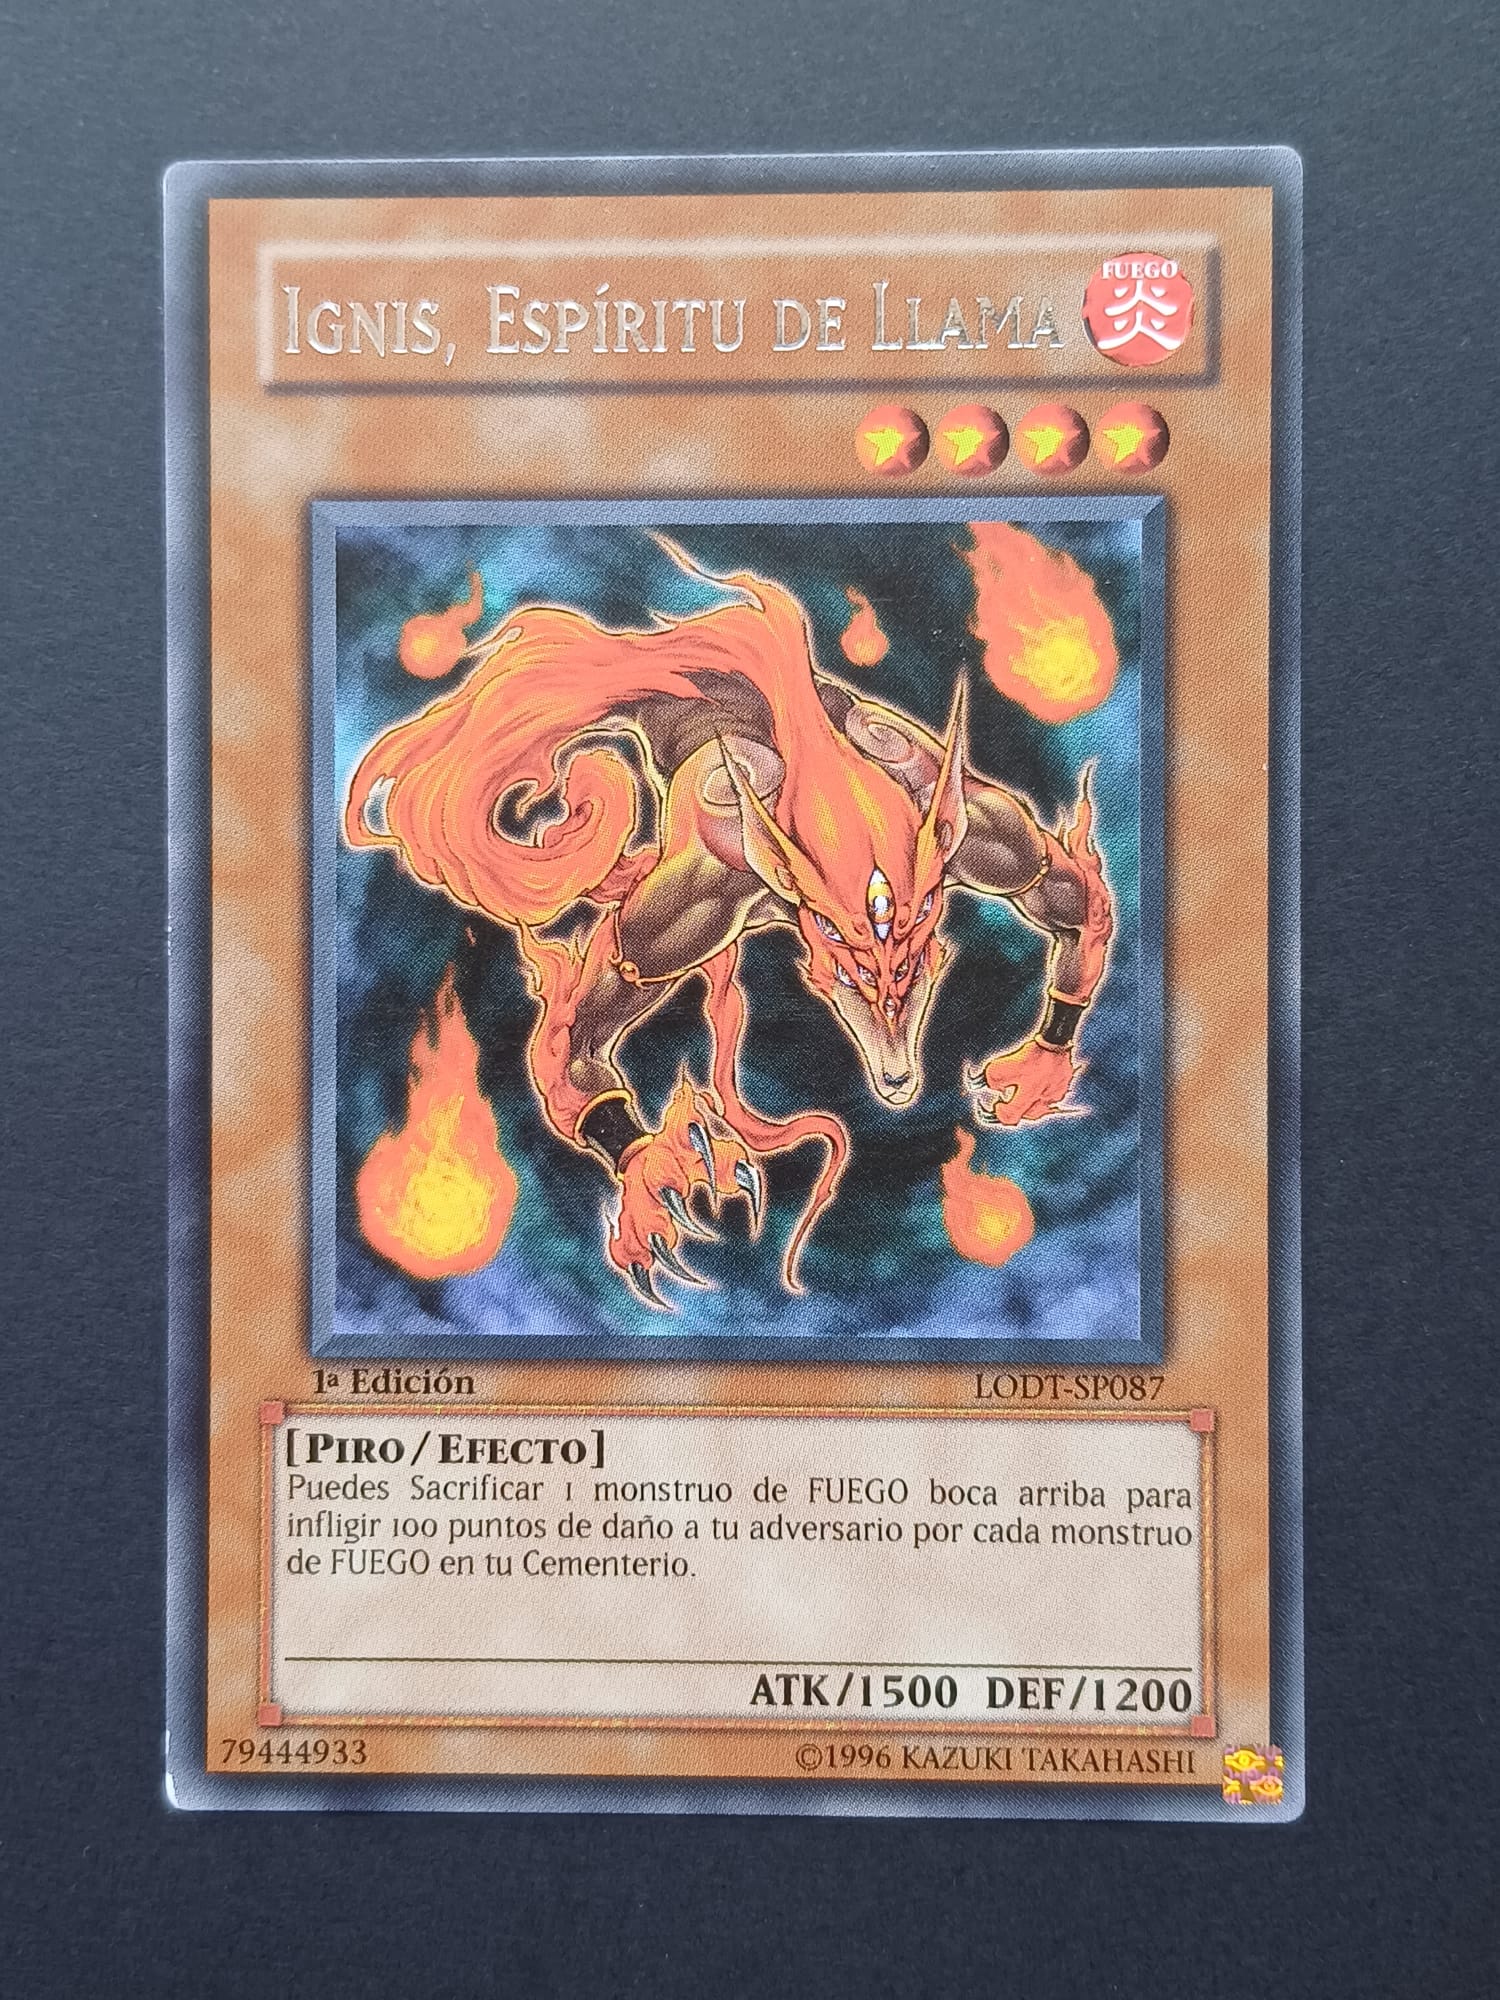 Ignis, Espíritu de Llama
FUEGO
炎
1ª Edición
LODT-SP087
[Piro/Efecto]
Puedes Sacrificar 1 monstruo de FUEGO boca arriba para
infligir 100 puntos de daño a tu adversario por cada monstruo
de FUEGO en tu Cementerio.
ATK/1500 DEF/1200
79444933
©1996 KAZUKI TAKAHASHI